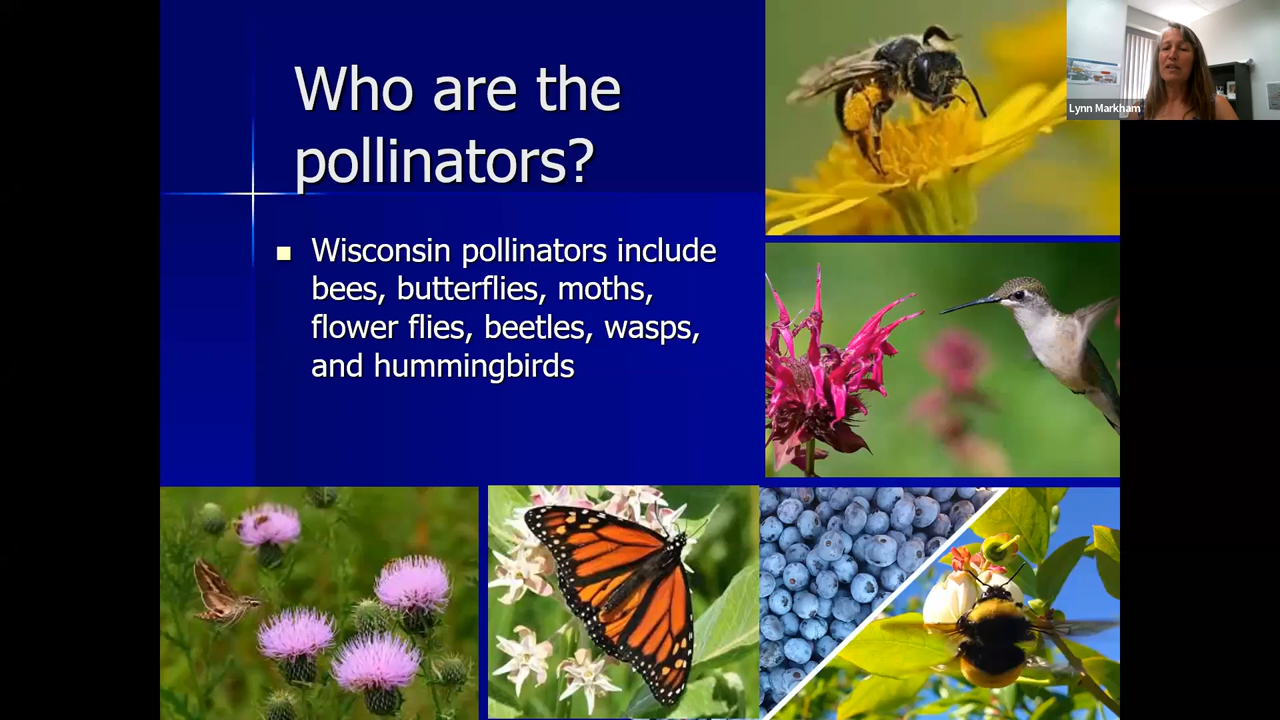 Who are the
pollinators?
Wisconsin pollinators include
bees, butterflies, moths,
flower flies, beetles, wasps,
and hummingbirds
Lynn Markham